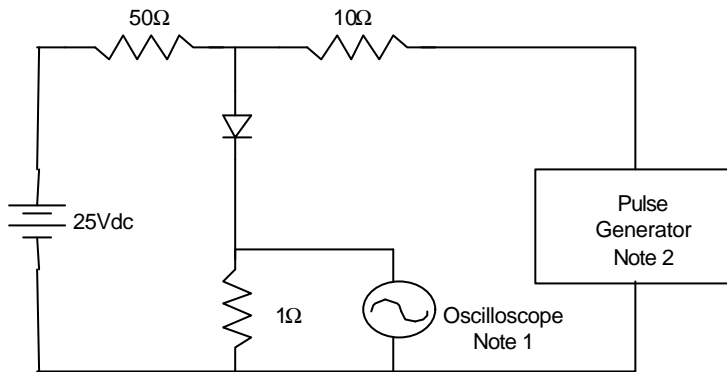 50Ω
10Ω
25Vdc
Pulse
Generator
Note 2
1Ω
Oscilloscope
Note 1